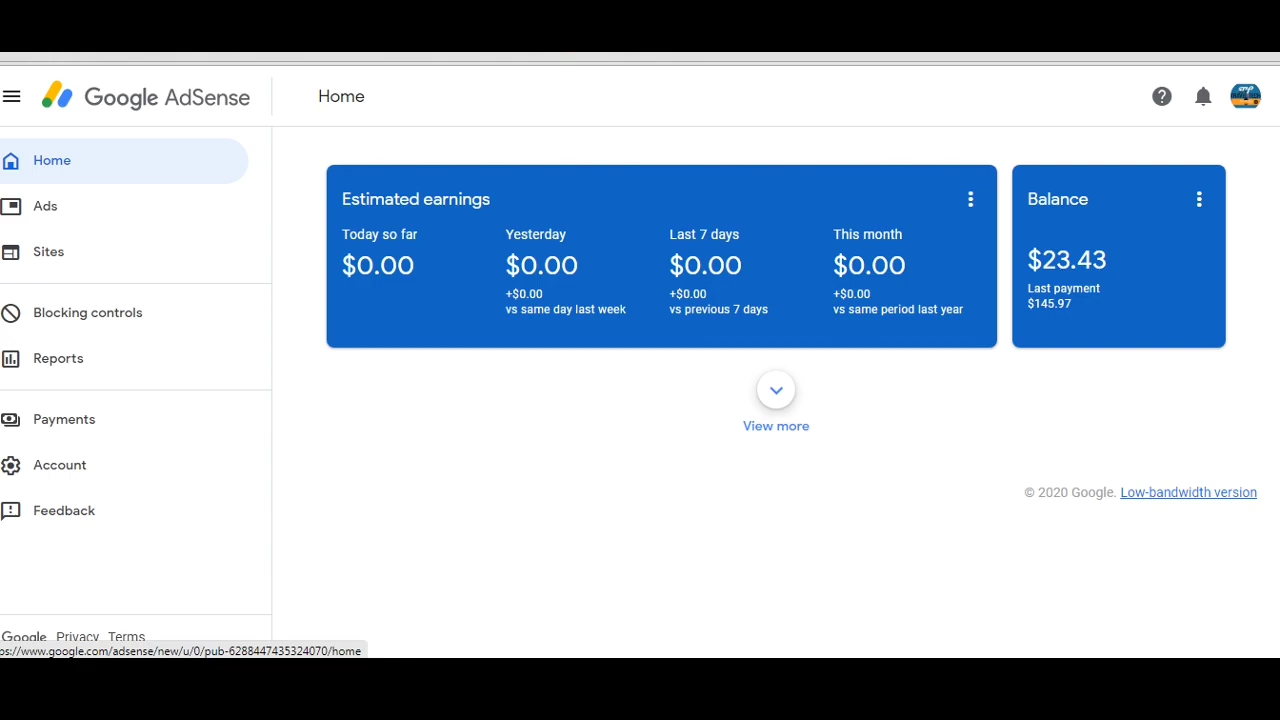 Google AdSense
Home
Home
Ads
Sites
Blocking controls
Reports
Payments
Account
Feedback
Google Privacy Terms
ps://www.google.com/adsense/new/u/0/pub-6288447435324070/home
Estimated earnings
Today so far
$0.00
Yesterday
$0.00
+$0.00
vs same day last week
Last 7 days
$0.00
+$0.00
vs previous 7 days
This month
$0.00
+$0.00
vs same period last year
Balance
$23.43
Last payment
$145.97
View more
© 2020 Google. Low-bandwidth version